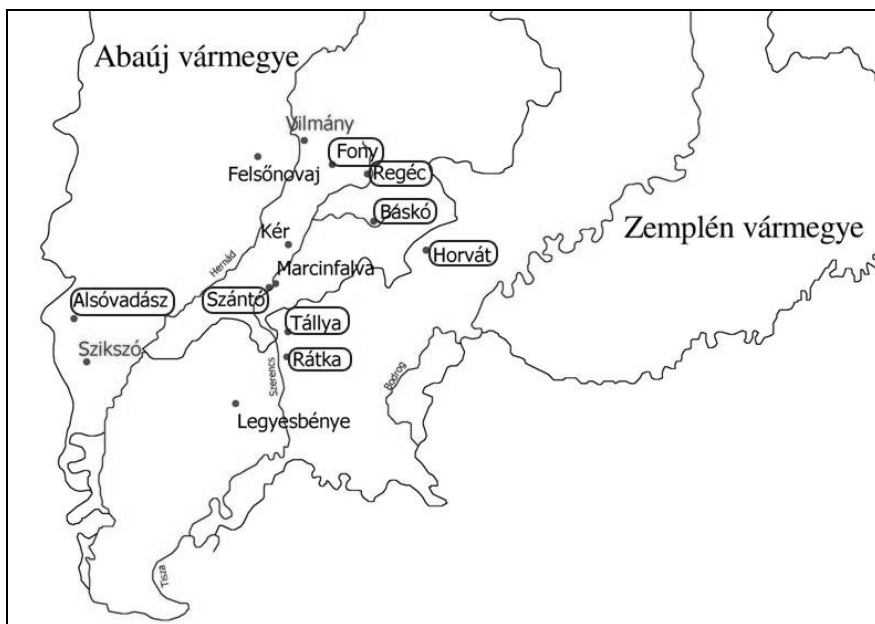 Abaúj vármegye
Vilmány
Fony
Felsőnovaj
Regéc
Báskó
Zemplén vármegye
Kér
Horvát
Hernád
Marcinfalva
Alsóvadász
Szántó
Tállya
Szikszó
Rátka
Szerencs
Bodrog
Legyesbénye
Tisza